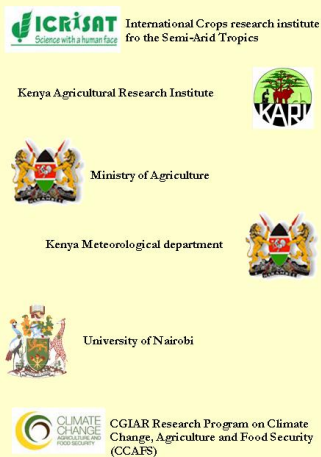 ICRISAT
Science with a human face
International Crops research institute
fro the Semi-Arid Tropics
Kenya Agricultural Research Institute
KARI
Ministry of Agriculture
Kenya Meteorological department
University of Nairobi
CLIMATE
CHANGE
AGRICULTURE AND
FOOD SECURITY
CGIAR Research Program on Climate
Change, Agriculture and Food Security
(CCAFS)